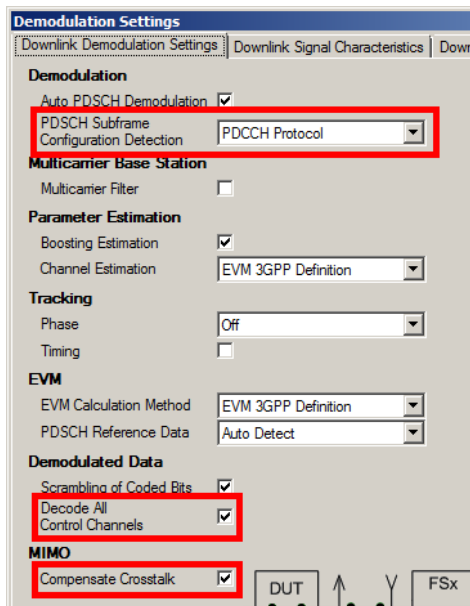 Demodulation Settings
Downlink Demodulation Settings Downlink Signal Characteristics Down
Demodulation
Auto PDSCH Demodulation
PDSCH Subframe
Configuration Detection
PDCCH Protocol
Multicarrier Base Station
Multicarrier Filter
Parameter Estimation
Boosting Estimation
Channel Estimation EVM 3GPP Definition
Tracking
Phase Off
Timing
EVM
EVM Calculation Method EVM 3GPP Definition
PDSCH Reference Data Auto Detect
Demodulated Data
Scrambling of Coded Bits
Decode All
Control Channels
MIMO
Compensate Crosstalk
DUT FSx